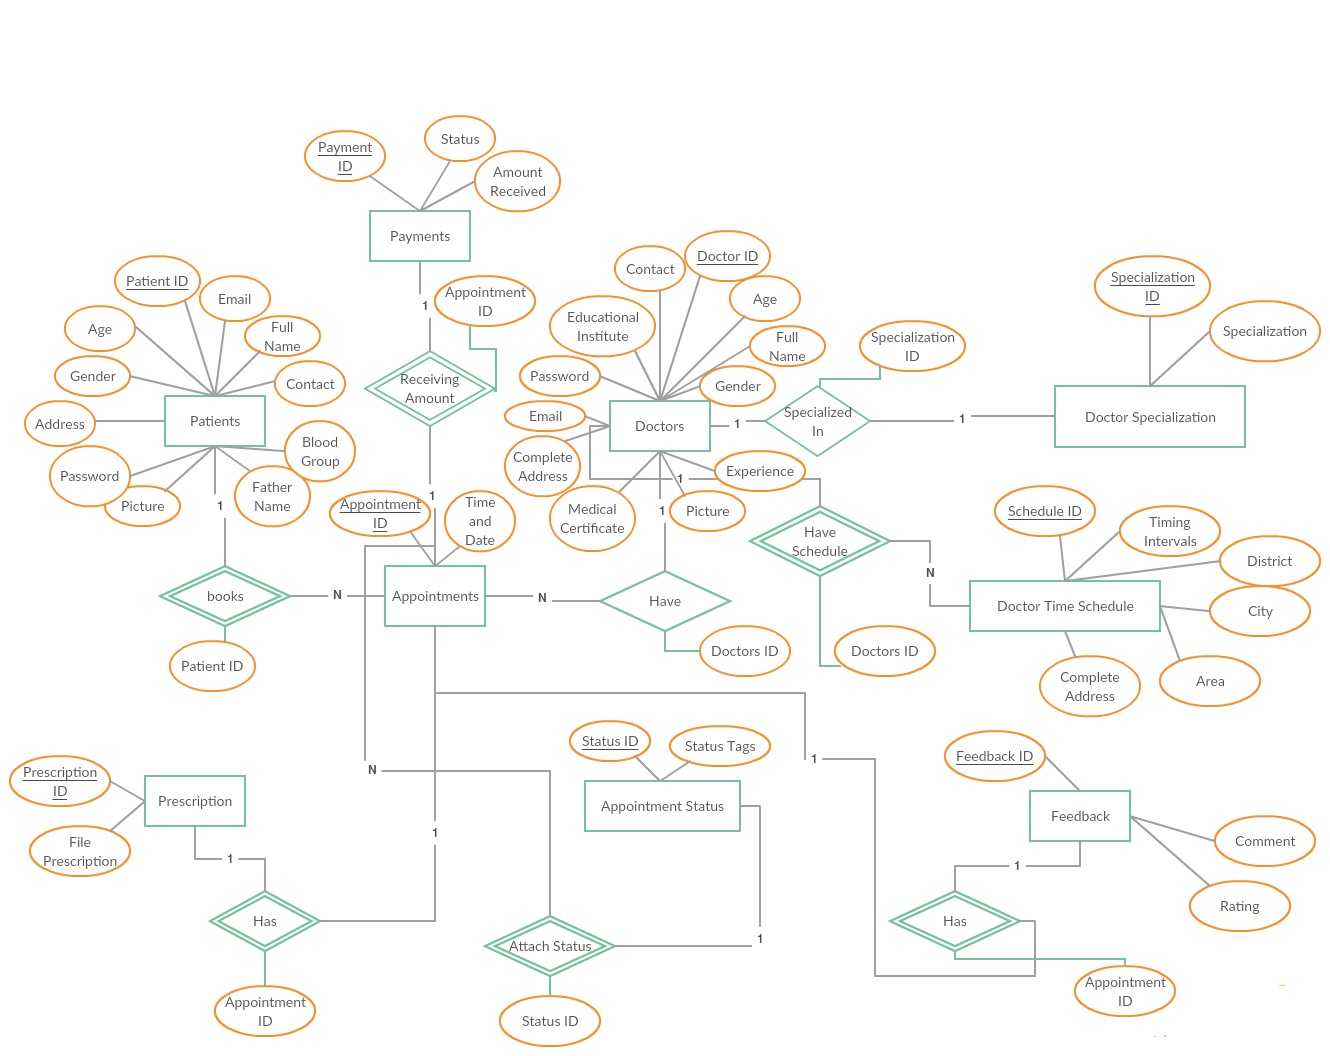 Status
Payment
ID
Amount
Received
Payments
Patient ID
Email
Age
Full
Name
Gender
Contact
Address
Patients
Blood
Group
Password
Picture
Father
Name
1
1
Appointment
ID
Receiving
Amount
1
Contact
Doctor ID
Age
Educational
Institute
Full
Name
Password
Gender
Email
Doctors
1
Specialized
In
Specialization
ID
1
Specialization
ID
Specialization
Doctor Specialization
Complete
Address
Experience
1
Medical
Certificate
1
Picture
Appointment
ID
Time
and
Date
Have
Schedule
N
Schedule ID
Timing
Intervals
District
City
Doctor Time Schedule
Complete
Address
Area
books
N
Appointments
N
Have
Patient ID
Doctors ID
Doctors ID
Status ID
Status Tags
Appointment Status
1
N
1
1
Prescription
ID
Prescription
File
Prescription
1
Has
Appointment
ID
Attach Status
Status ID
Feedback ID
Feedback
Comment
Rating
1
Has
Appointment
ID